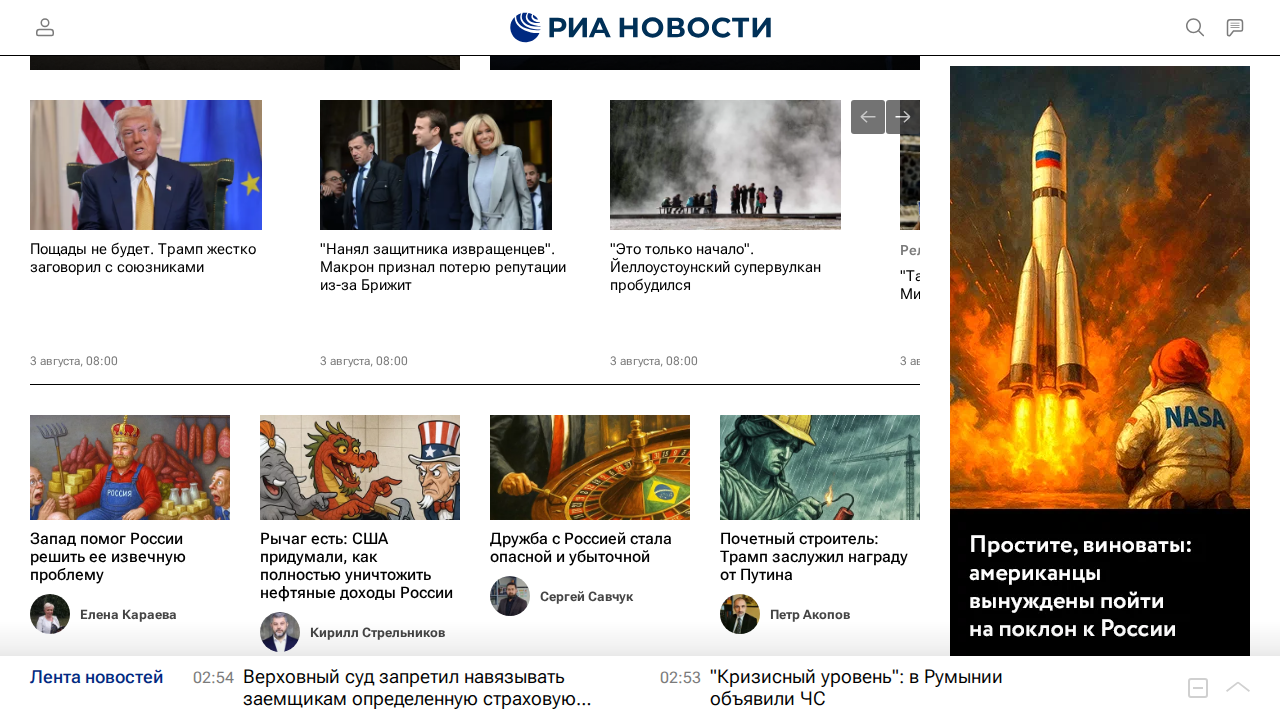 РИА НОВОСТИ
Пощады не будет. Трамп жестко
заговорил с союзниками
3 августа, 08:00
"Нанял защитника извращенцев".
Макрон признал потерю репутации
из-за Брижит
3 августа, 08:00
"Это только начало".
Йеллоустоунский супервулкан
пробудился
3 августа, 08:00
NASA
Простите, виноваты:
американцы
вынуждены пойти
на поклон к России
РОССИЯ
Запад помог России
решить ее извечную
проблему
Елена Караева
Рычаг есть: США
придумали, как
полностью уничтожить
нефтяные доходы России
Кирилл Стрельников
Дружба с Россией стала
опасной и убыточной
Сергей Савчук
Почетный строитель:
Трамп заслужил награду
от Путина
Петр Акопов
Лента новостей
02:54 Верховный суд запретил навязывать
заемщикам определенную страховую...
02:53 "Кризисный уровень": в Румынии
объявили ЧС